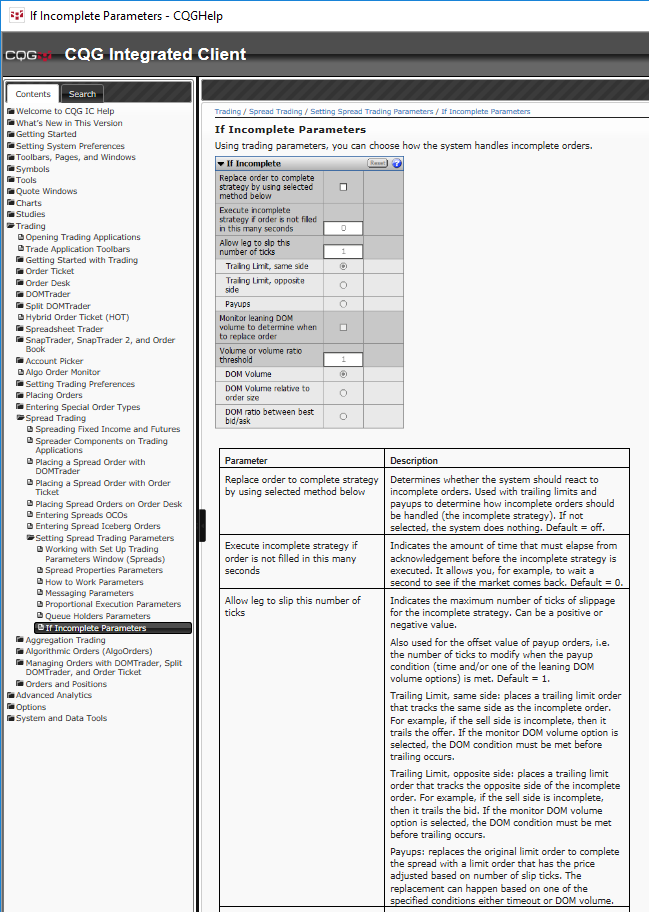 If Incomplete Parameters - CQGHelp
CQG CQG Integrated Client
Contents
Search
Welcome to CQG IC Help
What's New in This Version
Getting Started
Setting System Preferences
Toolbars, Pages, and Windows
Symbols
Tools
Quote Windows
Charts
Studies
Trading
Opening Trading Applications
Trade Application Toolbars
Getting Started with Trading
Order Ticket
Order Desk
DOMTrader
Split DOMTrader
Hybrid Order Ticket (HOT)
Spreadsheet Trader
SnapTrader, SnapTrader 2, and Order
Book
Account Picker
Algo Order Monitor
Setting Trading Preferences
Placing Orders
Entering Special Order Types
Spread Trading
Spreading Fixed Income and Futures
Spreader Components on Trading
Applications
Placing a Spread Order with
DOMTrader
Placing a Spread Order with Order
Ticket
Placing Spread Orders on Order Desk
Entering Spreads OCOs
Entering Spread Iceberg Orders
Setting Spread Trading Parameters
Working with Set Up Trading
Parameters Window (Spreads)
Spread Properties Parameters
How to Work Parameters
Messaging Parameters
Proportional Execution Parameters
Queue Holders Parameters
If Incomplete Parameters
Aggregation Trading
Algorithmic Orders (AlgoOrders)
Managing Orders with DOMTrader, Split
DOMTrader, and Order Ticket
Orders and Positions
Advanced Analytics
Options
System and Data Tools
Trading / Spread Trading / Setting Spread Trading Parameters / If Incomplete Parameters
If Incomplete Parameters
Using trading parameters, you can choose how the system handles incomplete orders.
If Incomplete
Reset
?
Replace order to complete
strategy by using selected
method below
Execute incomplete
strategy if order is not filled
in this many seconds
0
Allow leg to slip this
number of ticks
1
Trailing Limit, same side
Trailing Limit, opposite
side
Payups
Monitor leaning DOM
volume to determine when
to replace order
Volume or volume ratio
threshold
1
DOM Volume
DOM Volume relative to
order size
DOM ratio between best
bid/ask
Parameter
Description
Replace order to complete strategy
by using selected method below
Determines whether the system should react to
incomplete orders. Used with trailing limits and
payups to determine how incomplete orders should
be handled (the incomplete strategy). If not
selected, the system does nothing. Default = off.
Execute incomplete strategy if
order is not filled in this many
seconds
Indicates the amount of time that must elapse from
acknowledgement before the incomplete strategy is
executed. It allows you, for example, to wait a
second to see if the market comes back. Default = 0.
Allow leg to slip this number of
ticks
Indicates the maximum number of ticks of slippage
for the incomplete strategy. Can be a positive or
negative value.
Also used for the offset value of payup orders, i.e.
the number of ticks to modify when the payup
condition (time and/or one of the leaning DOM
volume options) is met. Default = 1.
Trailing Limit, same side: places a trailing limit order
that tracks the same side as the incomplete order.
For example, if the sell side is incomplete, then it
trails the offer. If the monitor DOM volume option is
selected, the DOM condition must be met before
trailing occurs.
Trailing Limit, opposite side: places a trailing limit
order that tracks the opposite side of the incomplete
order. For example, if the sell side is incomplete,
then it trails the bid. If the monitor DOM volume
option is selected, the DOM condition must be met
before trailing occurs.
Payups: replaces the original limit order to complete
the spread with a limit order that has the price
adjusted based on number of slip ticks. The
replacement can happen based on one of the
specified conditions either timeout or DOM volume.